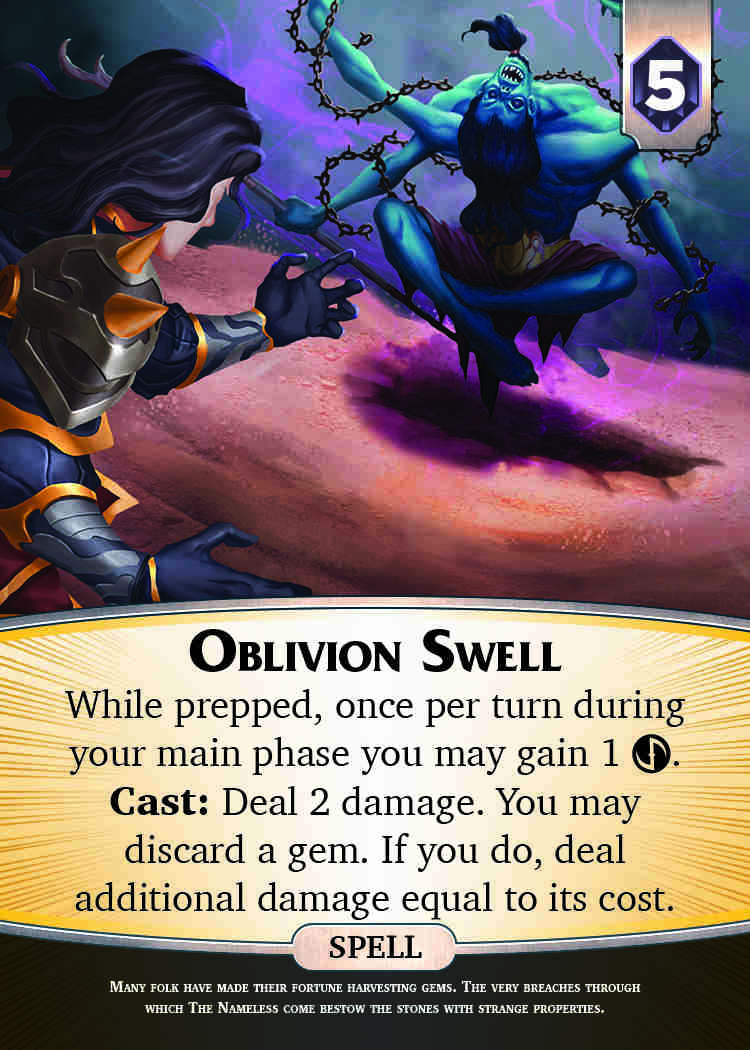 5
Oblivion Swell
While prepped, once per turn during
your main phase you may gain 1 .
Cast: Deal 2 damage. You may
discard a gem. If you do, deal
additional damage equal to its cost.
SPELL
Many folk have made their fortune harvesting gems. The very breaches through
which The Nameless come bestow the stones with strange properties.